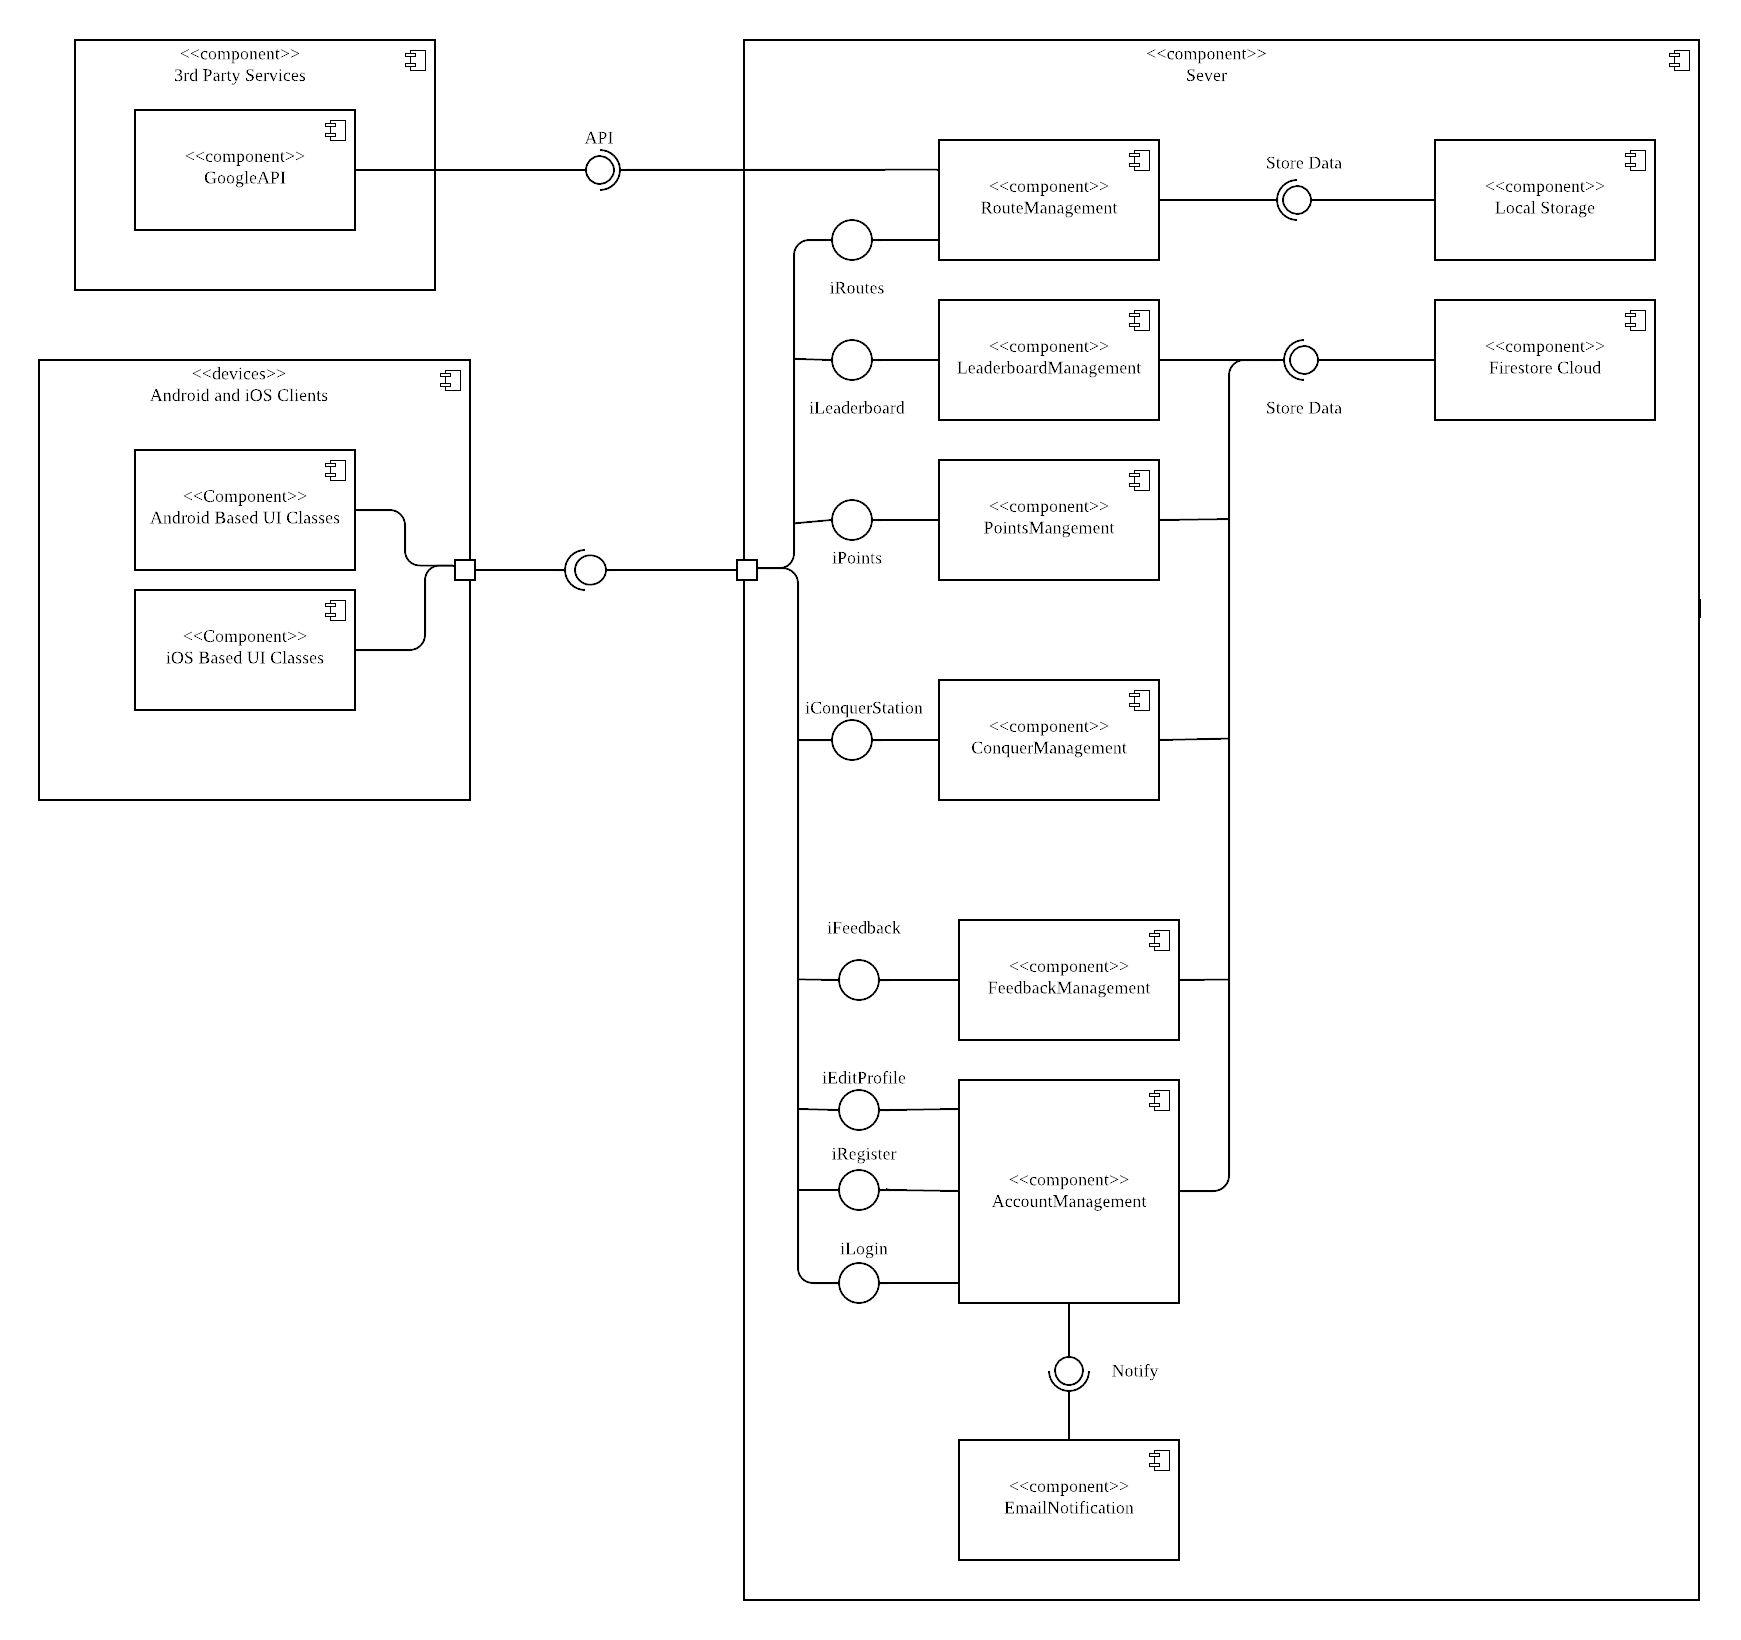 <<component>>
3rd Party Services
<<component>>
GoogleAPI
API
<<component>>
Sever
<<component>>
RouteManagement
Store Data
<<component>>
Local Storage
iRoutes
<<component>>
LeaderboardManagement
iLeaderboard
Store Data
<<component>>
Firestore Cloud
<<devices>>
Android and iOS Clients
<<Component>>
Android Based UI Classes
<<Component>>
iOS Based UI Classes
<<component>>
PointsMangement
iPoints
iConquerStation
<<component>>
ConquerManagement
iFeedback
<<component>>
FeedbackManagement
iEditProfile
iRegister
<<component>>
AccountManagement
iLogin
Notify
<<component>>
EmailNotification